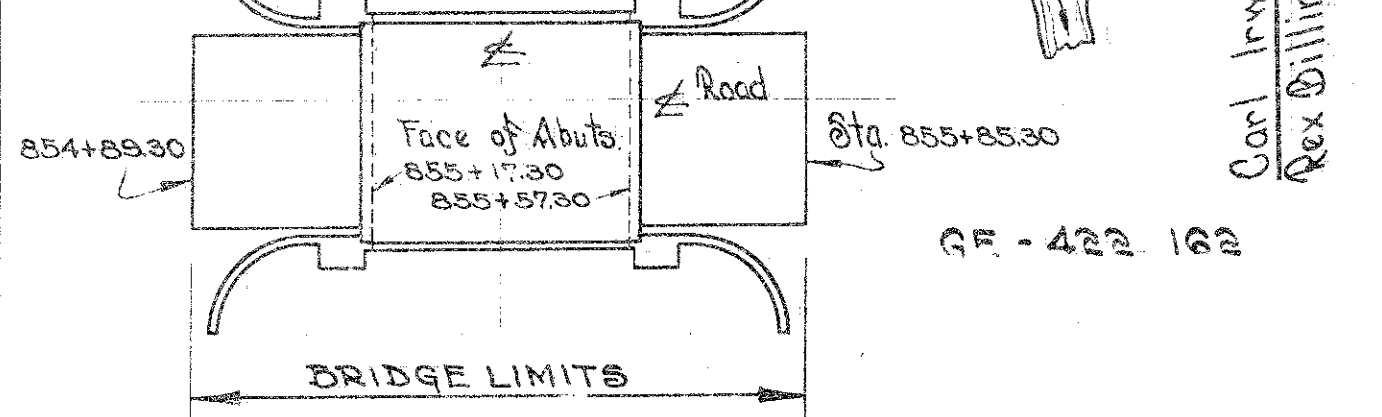 ℄
℄ Road
Face of Abuts.
854+89.30
855+17.30
855+57.30
Sta. 855+85.30
GF - 422 162
BRIDGE LIMITS
Carl
Rex